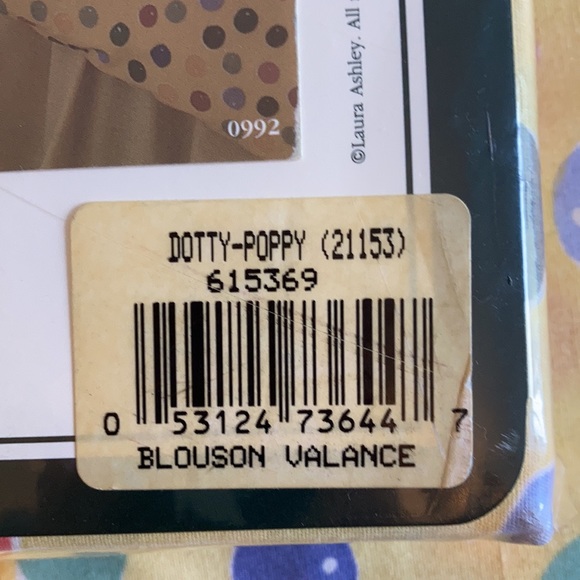 0992
©Laura Ashley. All
DOTTY-POPPY (21153)
615369
0 53124 73644 7
BLOUSON VALANCE